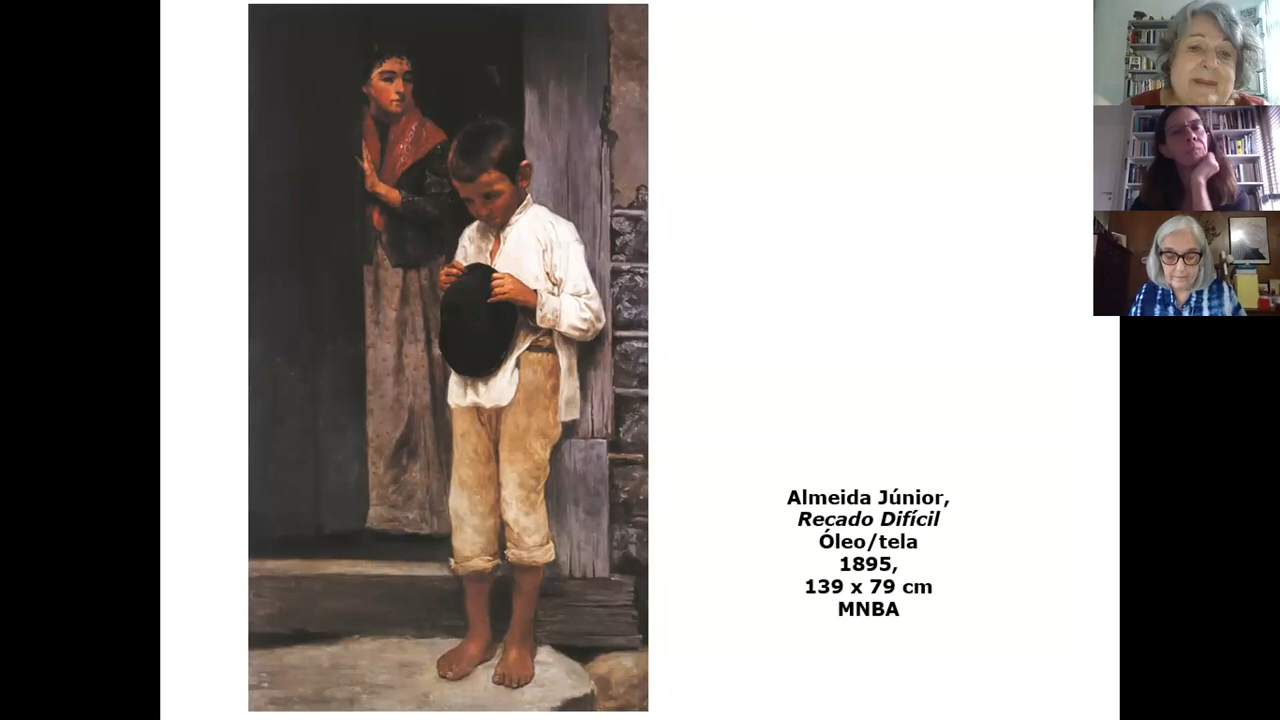 Almeida Júnior,
Recado Difícil
Óleo/tela
1895,
139 x 79 cm
MNBA